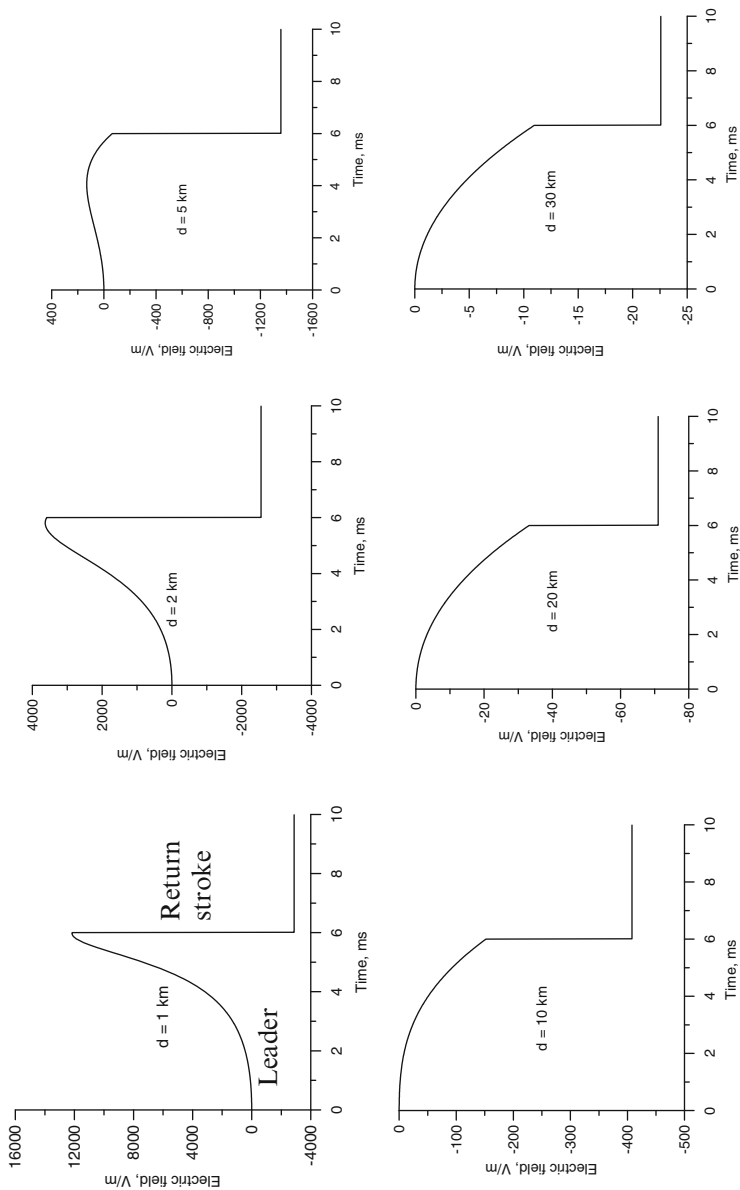 16000
12000
8000
4000
0
-4000
Electric field, V/m
d = 1 km
Leader
Return
stroke
0 2 4 6 8 10
Time, ms
4000
2000
0
-2000
-4000
Electric field, V/m
d = 2 km
0 2 4 6 8 10
Time, ms
400
0
-400
-800
-1200
-1600
Electric field, V/m
d = 5 km
0 2 4 6 8 10
Time, ms
0
-100
-200
-300
-400
-500
Electric field, V/m
d = 10 km
0 2 4 6 8 10
Time, ms
0
-20
-40
-60
-80
Electric field, V/m
d = 20 km
0 2 4 6 8 10
Time, ms
0
-5
-10
-15
-20
-25
Electric field, V/m
d = 30 km
0 2 4 6 8 10
Time, ms